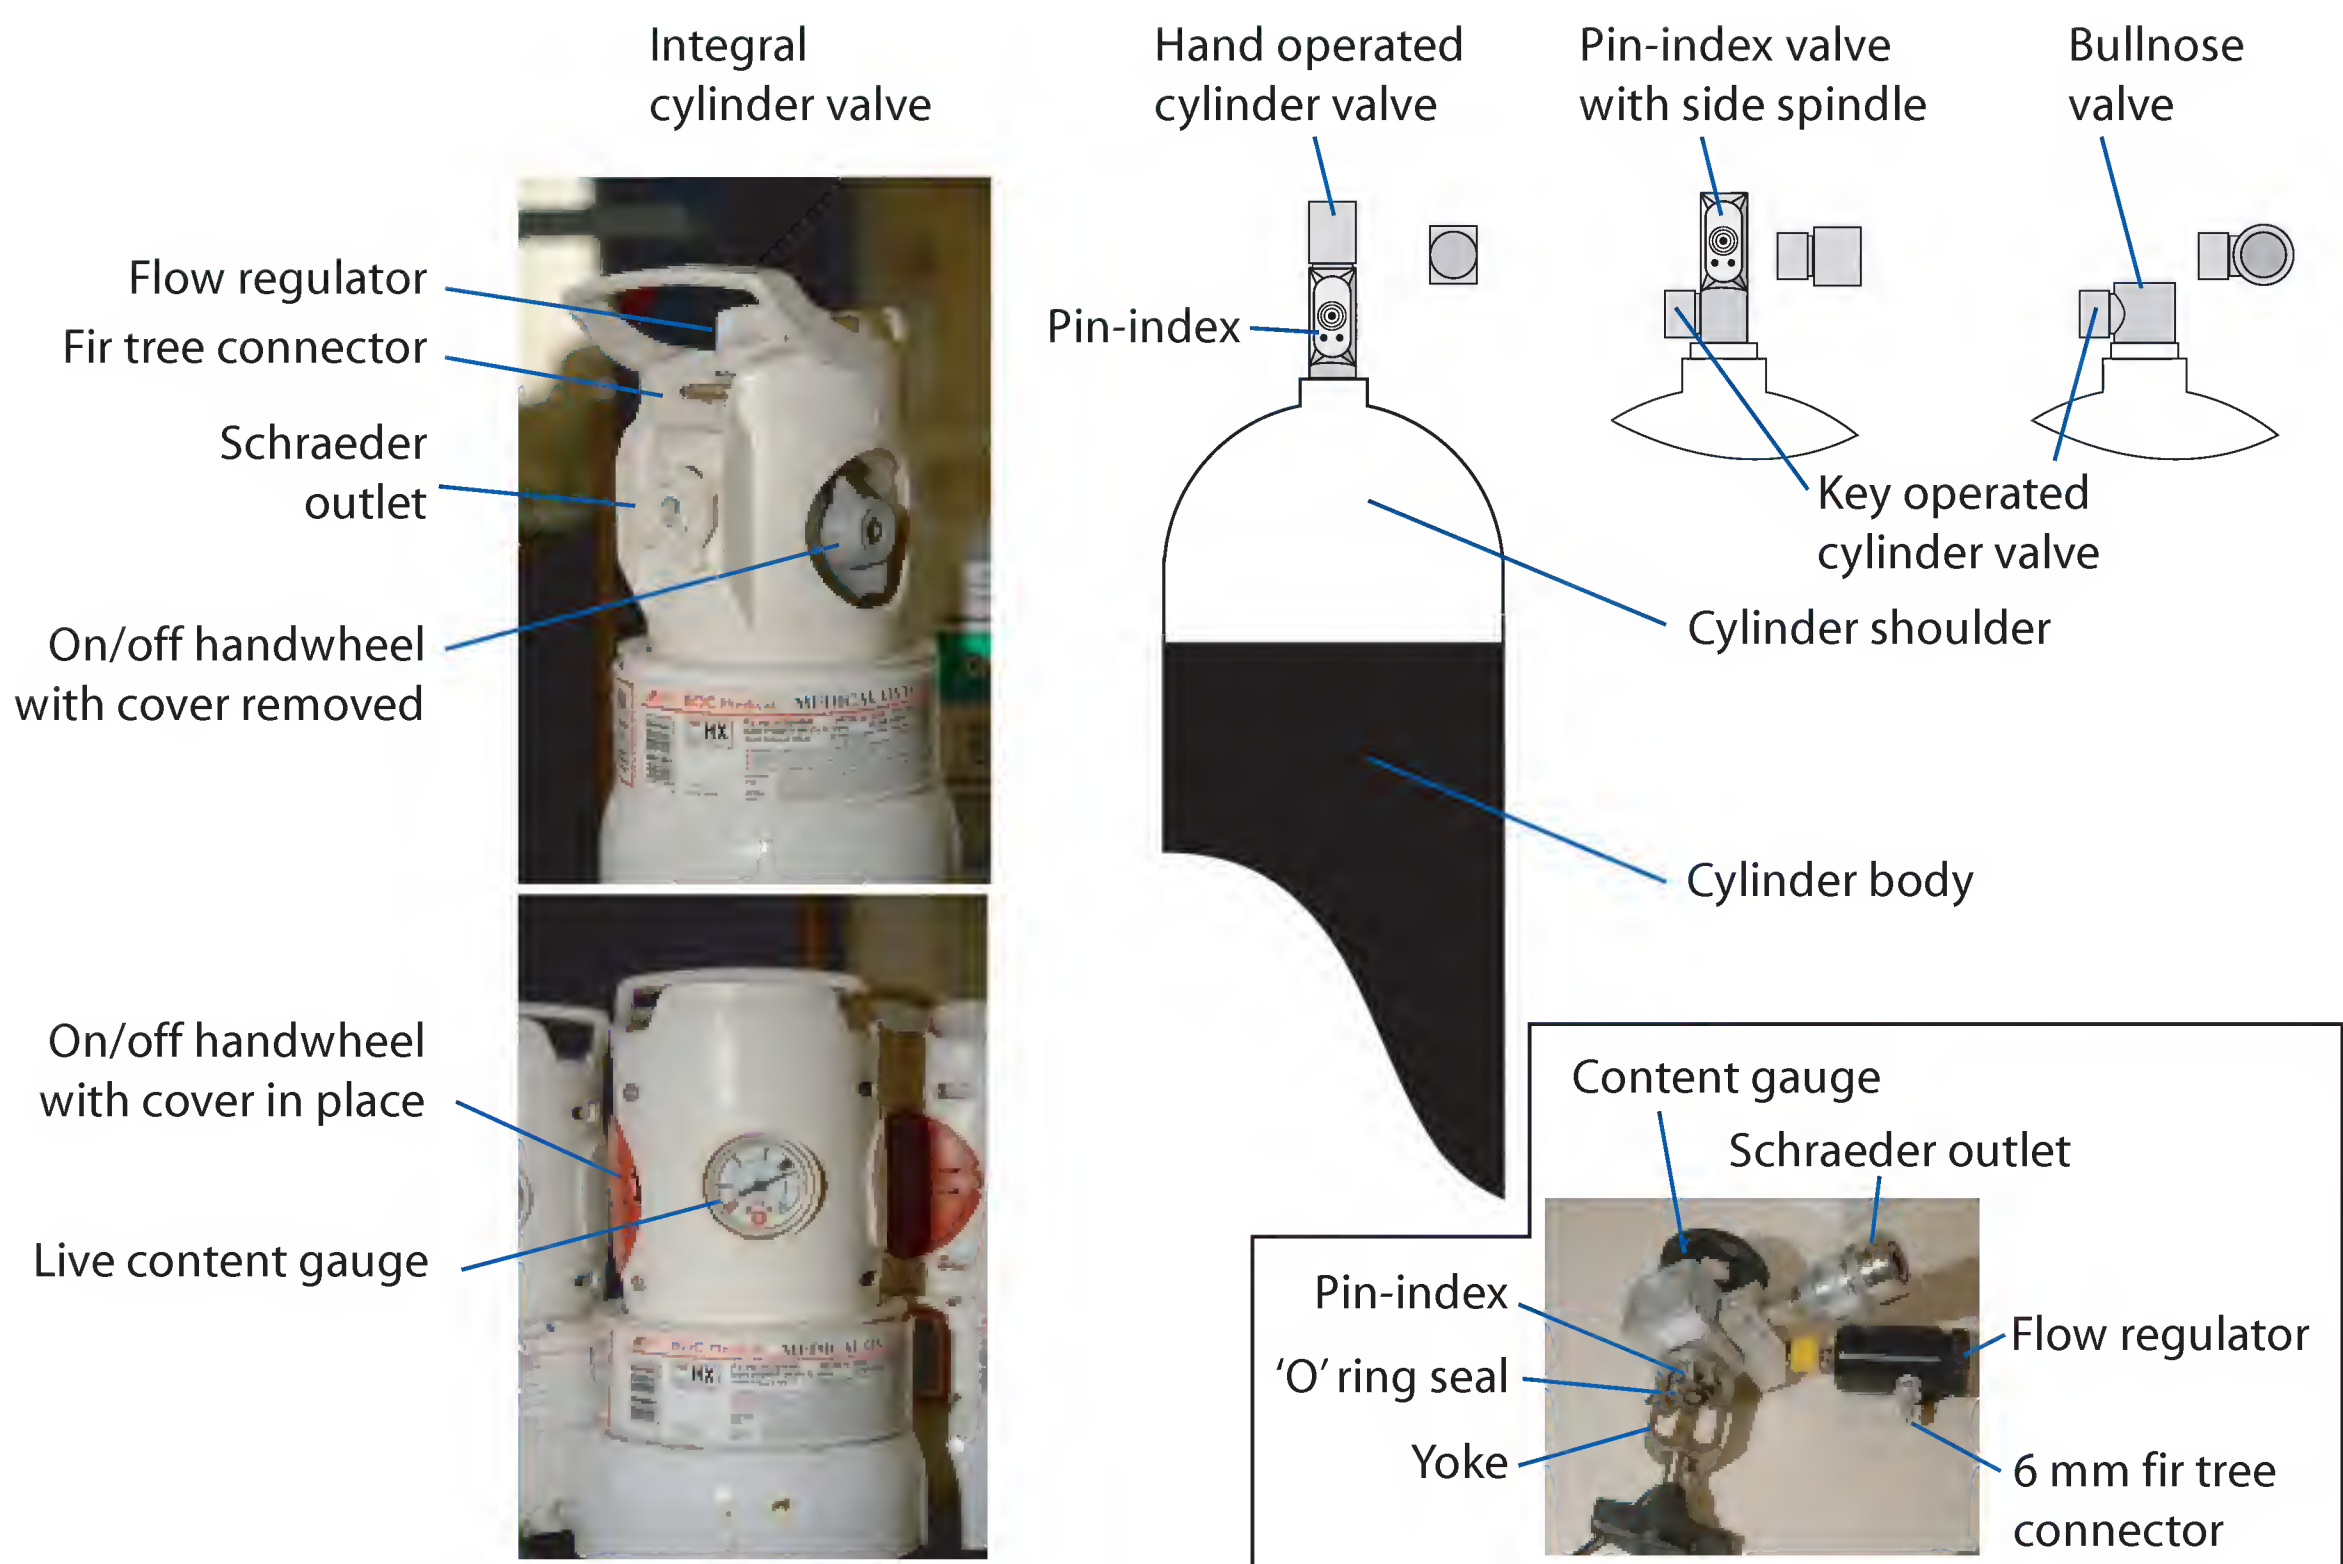 Integral
cylinder valve
Hand operated
cylinder valve
Pin-index valve
with side spindle
Bullnose
valve
Flow regulator
Fir tree connector
Schraeder
outlet
On/off handwheel
with cover removed
Pin-index
Key operated
cylinder valve
Cylinder shoulder
Cylinder body
HX
On/off handwheel
with cover in place
Live content gauge
HX
Content gauge
Schraeder outlet
Pin-index
‘O’ ring seal
Yoke
Flow regulator
6 mm fir tree
connector